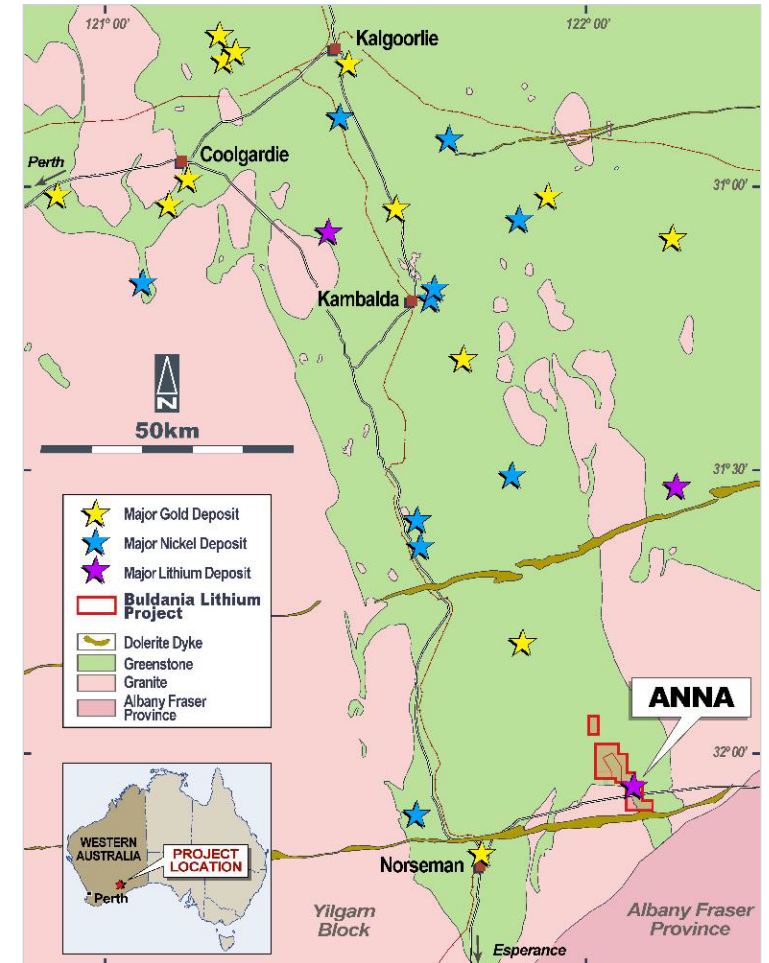 121° 00'
122° 00'
Kalgoorlie
Perth
Coolgardie
31° 00'
Kambalda
N
50km
31° 30'
Major Gold Deposit
Major Nickel Deposit
Major Lithium Deposit
Buldania Lithium
Project
Dolerite Dyke
Greenstone
Granite
Albany Fraser
Province
ANNA
32° 00'
WESTERN
AUSTRALIA
PROJECT
LOCATION
Perth
Norseman
Yilgarn
Block
Albany Fraser
Province
Esperance